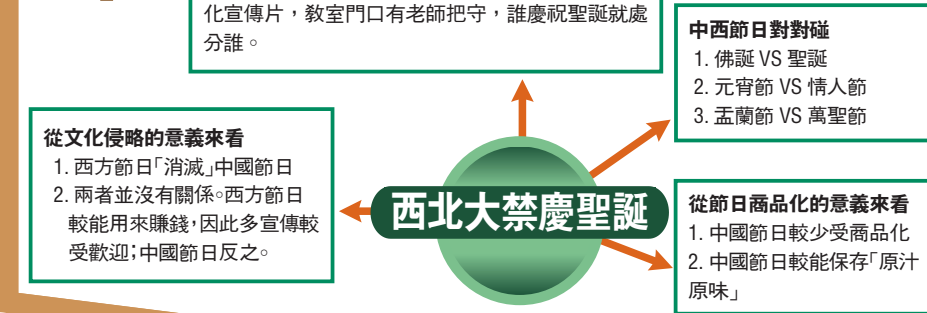 化宣傳片，教室門口有老師把守，誰慶祝聖誕就處
分誰。
中西節日對對碰
1. 佛誕 VS 聖誕
2. 元宵節 VS 情人節
3. 盂蘭節 VS 萬聖節
從文化侵略的意義來看
1. 西方節日「消滅」中國節日
2. 兩者並沒有關係。西方節日
較能用來賺錢，因此多宣傳較
受歡迎；中國節日反之。
西北大禁慶聖誕
從節日商品化的意義來看
1. 中國節日較少受商品化
2. 中國節日較能保存「原汁
原味」